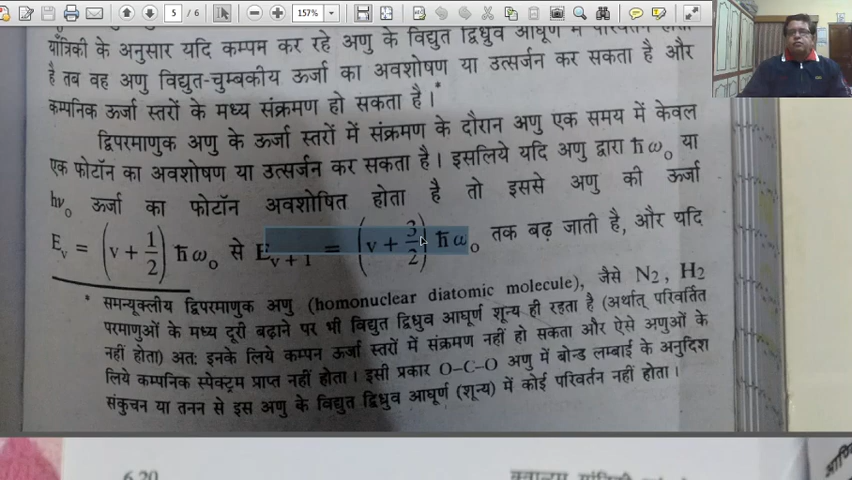 5 / 6
157%
यांत्रिकी के अनुसार यदि कम्पन कर रहे अणु के विद्युत द्विध्रुव आघूर्ण में परिवर्तन होता
है तब वह अणु विद्युत-चुम्बकीय ऊर्जा का अवशोषण या उत्सर्जन कर सकता है और
कम्पनिक ऊर्जा स्तरों के मध्य संक्रमण हो सकता है।*
द्विपरमाणुक अणु के ऊर्जा स्तरों में संक्रमण के दौरान अणु एक समय में केवल
एक फोटॉन का अवशोषण या उत्सर्जन कर सकता है। इसलिये यदि अणु द्वारा ħω₀ या
hν₀ ऊर्जा का फोटॉन अवशोषित होता है तो इससे अणु की ऊर्जा
E_v = (v + 1/2) ħω₀ से E_{v+1} = (v + 3/2) ħω₀ तक बढ़ जाती है, और यदि
* समन्यूक्लीय द्विपरमाणुक अणु (homonuclear diatomic molecule), जैसे N₂, H₂
परमाणुओं के मध्य दूरी बढ़ाने पर भी विद्युत द्विध्रुव आघूर्ण शून्य ही रहता है (अर्थात् परिवर्तित
नहीं होता) अतः इनके लिये कम्पन ऊर्जा स्तरों में संक्रमण नहीं हो सकता और ऐसे अणुओं के
लिये कम्पनिक स्पेक्ट्रम प्राप्त नहीं होता। इसी प्रकार O–C–O अणु में बोन्ड लम्बाई के अनुदिश
संकुचन या तनन से इस अणु के विद्युत द्विध्रुव आघूर्ण (शून्य) में कोई परिवर्तन नहीं होता।
6.20